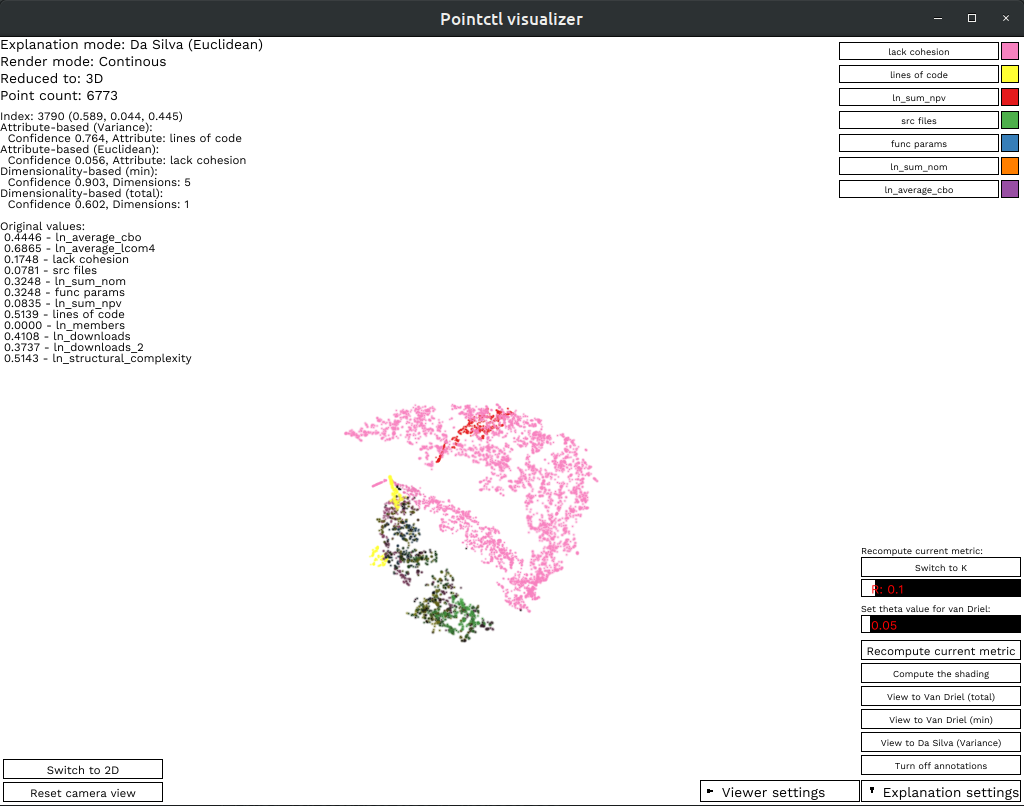 Pointctl visualizer
Explanation mode: Da Silva (Euclidean)
Render mode: Continous
Reduced to: 3D
Point count: 6773
Index: 3790 (0.589, 0.044, 0.445)
Attribute-based (Variance):
Confidence 0.764, Attribute: lines of code
Attribute-based (Euclidean):
Confidence 0.056, Attribute: lack cohesion
Dimensionality-based (min):
Confidence 0.903, Dimensions: 5
Dimensionality-based (total):
Confidence 0.602, Dimensions: 1
Original values:
0.4446 - ln_average_cbo
0.6865 - ln_average_lcom4
0.1748 - lack cohesion
0.0781 - src files
0.3248 - ln_sum_nom
0.3248 - func params
0.0835 - ln_sum_npv
0.5139 - lines of code
0.0000 - ln_members
0.4108 - ln_downloads
0.3737 - ln_downloads_2
0.5143 - ln_structural_complexity
lack cohesion
lines of code
ln_sum_npv
src files
func params
ln_sum_nom
ln_average_cbo
Recompute current metric:
Switch to K
R: 0.1
Set theta value for van Driel:
0.05
Recompute current metric
Compute the shading
View to Van Driel (total)
View to Van Driel (min)
View to Da Silva (Variance)
Turn off annotations
Switch to 2D
Reset camera view
Viewer settings
Explanation settings